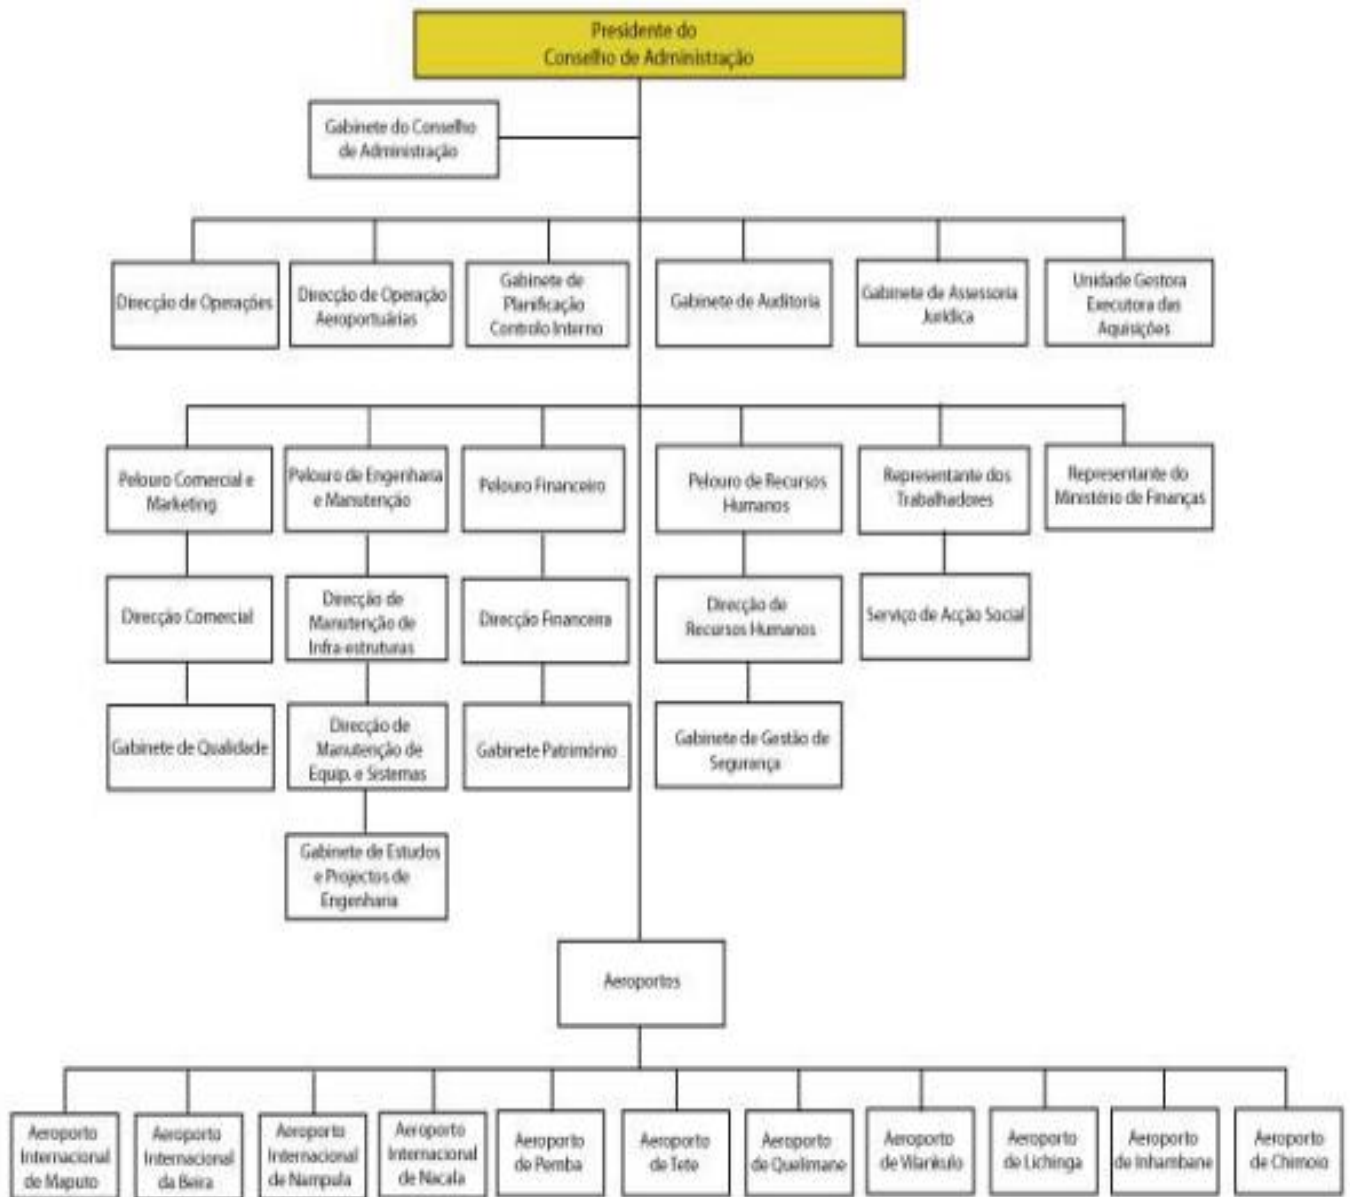 Presidente do
Conselho de Administração
Gabinete do Conselho
de Administração
Direcção de Operações
Direcção de Operação
Aeroportuárias
Gabinete de
Planificação
Controlo Interno
Gabinete de Auditoria
Gabinete de Assessoria
Jurídica
Unidade Gestora
Executora das
Aquisições
Pelouro Comercial e
Marketing
Pelouro de Engenharia
e Manutenção
Pelouro Financeiro
Pelouro de Recursos
Humanos
Representante dos
Trabalhadores
Representante do
Ministério de Finanças
Direcção Comercial
Direcção de
Manutenção de
Infra-estruturas
Direcção Financeira
Direcção de
Recursos Humanos
Serviço de Acção Social
Gabinete de Qualidade
Direcção de
Manutenção de
Equip. e Sistemas
Gabinete Património
Gabinete de Gestão de
Segurança
Gabinete de Estudos
e Projectos de
Engenharia
Aeroportos
Aeroporto
Internacional
de Maputo
Aeroporto
Internacional
da Beira
Aeroporto
Internacional
de Nampula
Aeroporto
Internacional
de Nacala
Aeroporto
de Pemba
Aeroporto
de Tete
Aeroporto
de Quelimane
Aeroporto
de Vilankulo
Aeroporto
de Lichinga
Aeroporto
de Inhambane
Aeroporto
de Chimoio